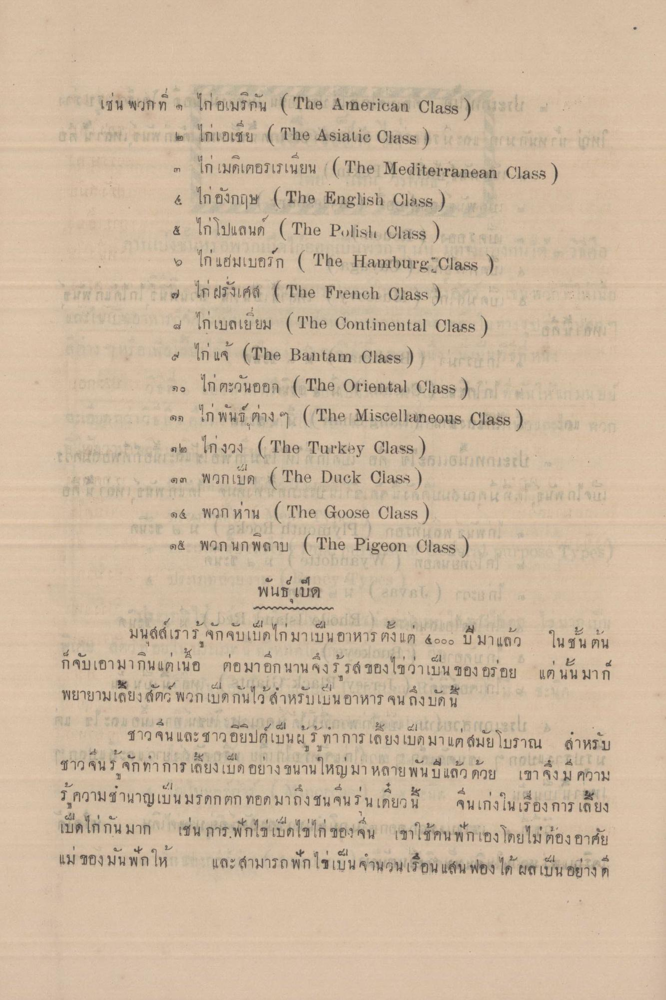 เช่นพวกที่ ๑ ไก่อเมริกัน (The American Class)
๒ ไก่เอเชีย (The Asiatic Class)
๓ ไก่เมดิเตอรเรเนียน (The Mediterranean Class)
๔ ไก่อังกฤษ (The English Class)
๕ ไก่โปแลนด์ (The Polish Class)
๖ ไก่แฮมเบอร์ก (The Hamburg Class)
๗ ไก่ฝรั่งเศส (The French Class)
๘ ไก่เบลเยี่ยม (The Continental Class)
๙ ไก่แจ้ (The Bantam Class)
๑๐ ไก่ตะวันออก (The Oriental Class)
๑๑ ไก่พันธุ์ต่างๆ (The Miscellaneous Class)
๑๒ ไก่งวง (The Turkey Class)
๑๓ พวกเป็ด (The Duck Class)
๑๔ พวกห่าน (The Goose Class)
๑๕ พวกนกพิลาบ (The Pigeon Class)
พันธุ์เป็ด
มนุสส์เรารู้จักจับเป็ดไก่มาเป็นอาหารตั้งแต่ ๔๐๐๐ ปีมาแล้ว ในชั้นต้น
ก็จับเอามากินแต่เนื้อ ต่อมาอีกนานจึงรู้รสของไข่ว่าเป็นของอร่อย แต่นั้นมาก็
พยายามเลี้ยงสัตว์พวกเป็ดกันไว้สำหรับเป็นอาหารจนถึงบัดนี้
ชาวจีนและชาวอียิปต์เป็นผู้รู้ทำการเลี้ยงเป็ดมาแต่สมัยโบราณ สำหรับ
ชาวจีนรู้จักทำการเลี้ยงเป็ดอย่างขนานใหญ่มาหลายพันปีแล้วด้วย เขาจึงมีความ
รู้ความชำนาญเป็นมรดกตกทอดมาถึงชนจีนรุ่นเดี๋ยวนี้ จีนเก่งในเรื่องการเลี้ยง
เป็ดไก่กันมาก เช่นการฟักไข่เป็ดไข่ไก่ของจีน เขาใช้คนฟักเองโดยไม่ต้องอาศัย
แม่ของมันฟักให้ และสามารถฟักไข่เป็นจำนวนเรือนแสนฟองได้ผลเป็นอย่างดี